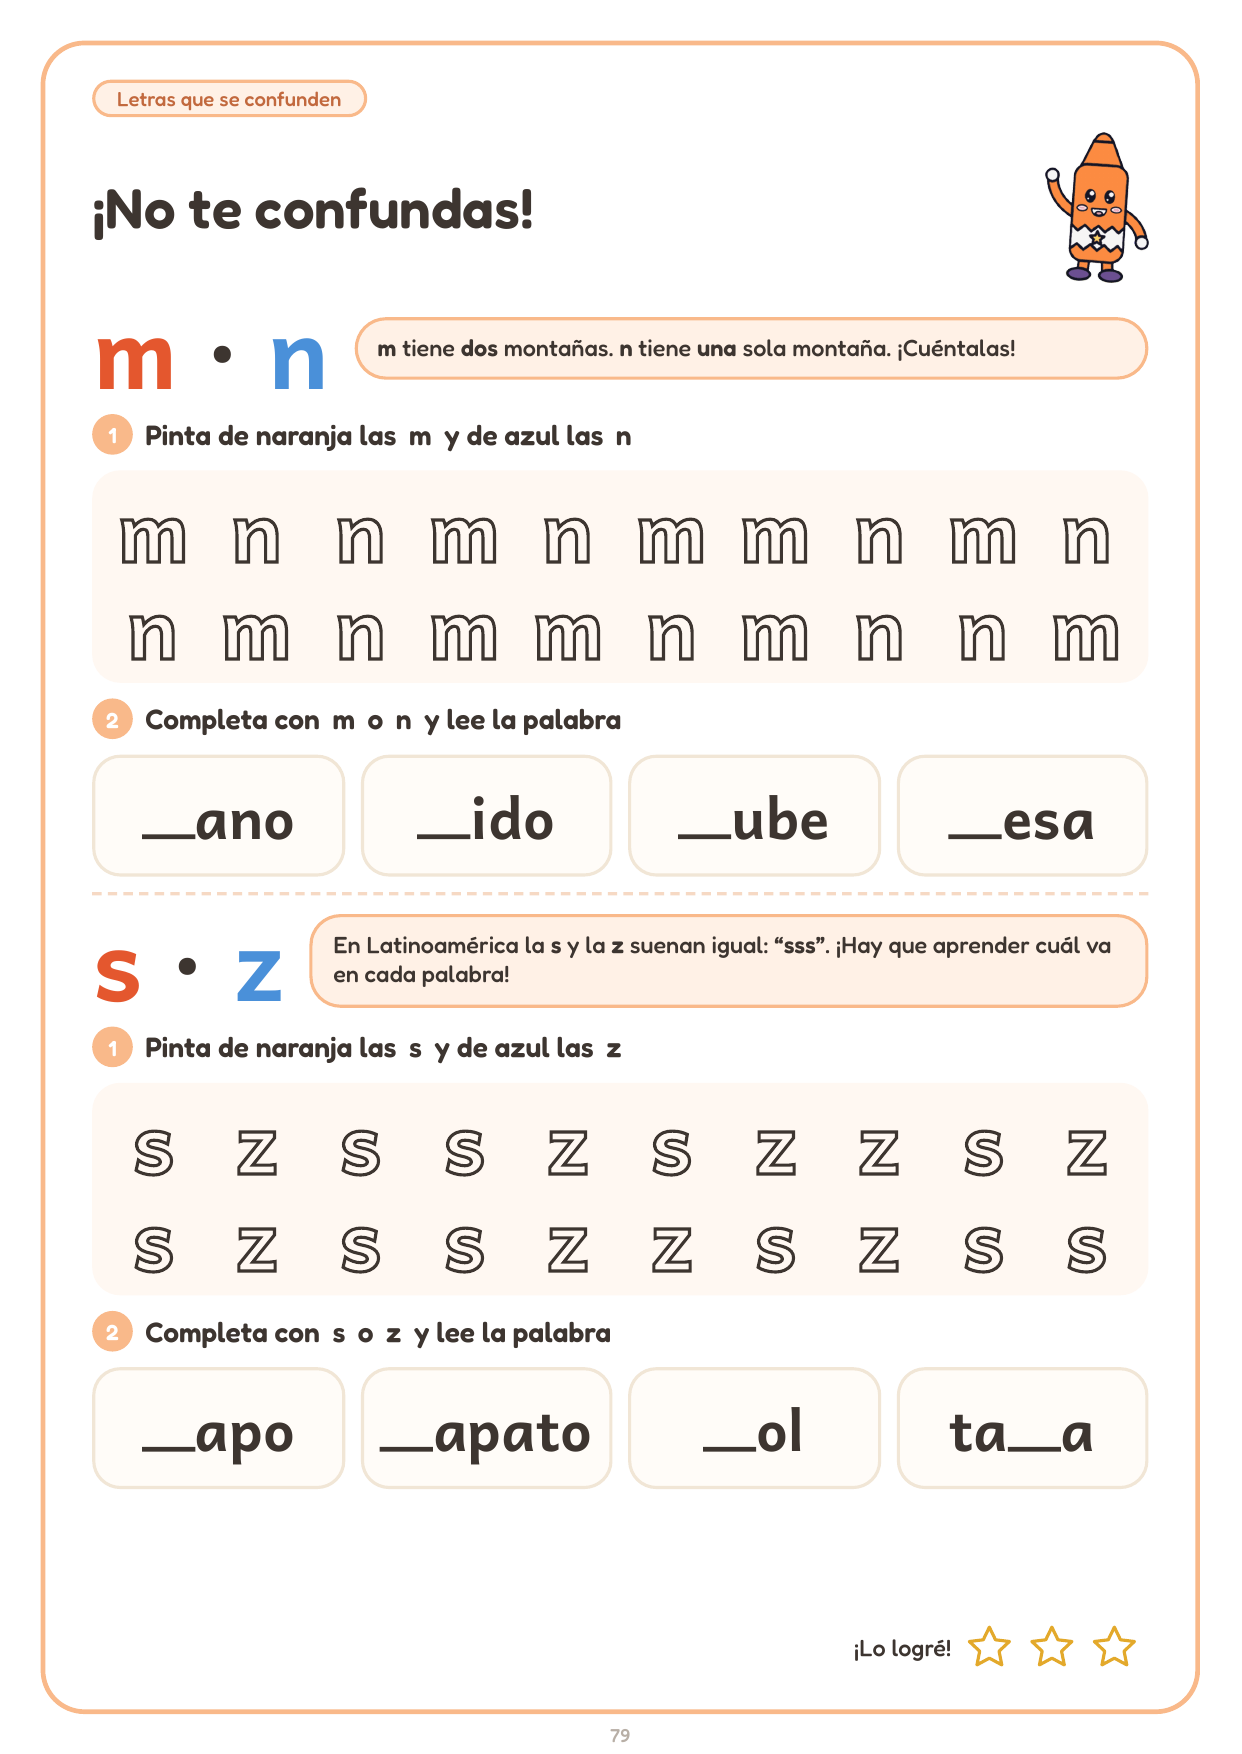 Letras que se confunden
¡No te confundas!
m · n
m tiene dos montañas. n tiene una sola montaña. ¡Cuéntalas!
1 Pinta de naranja las m y de azul las n
m n n m n m m n m n
n m n m m n m n n m
2 Completa con m o n y lee la palabra
__ano __ido __ube __esa
s · z
En Latinoamérica la s y la z suenan igual: “sss”. ¡Hay que aprender cuál va
en cada palabra!
1 Pinta de naranja las s y de azul las z
s z s s z s z z s z
s z s s z z s z s s
2 Completa con s o z y lee la palabra
__apo __apato __ol ta__a
¡Lo logré!
79